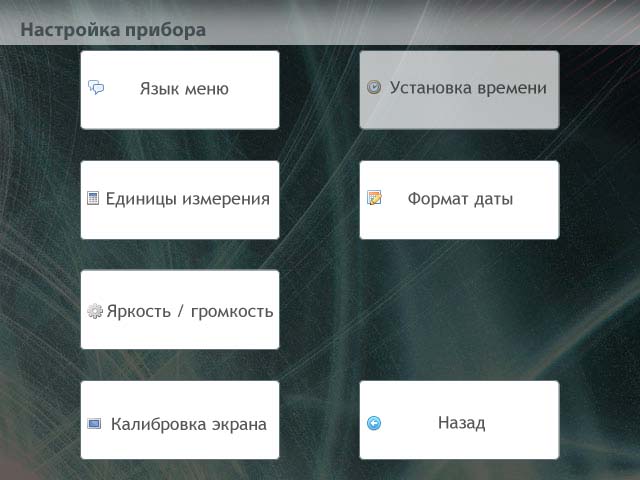 Настройка прибора
Язык меню
Установка времени
Единицы измерения
Формат даты
Яркость / громкость
Калибровка экрана
Назад